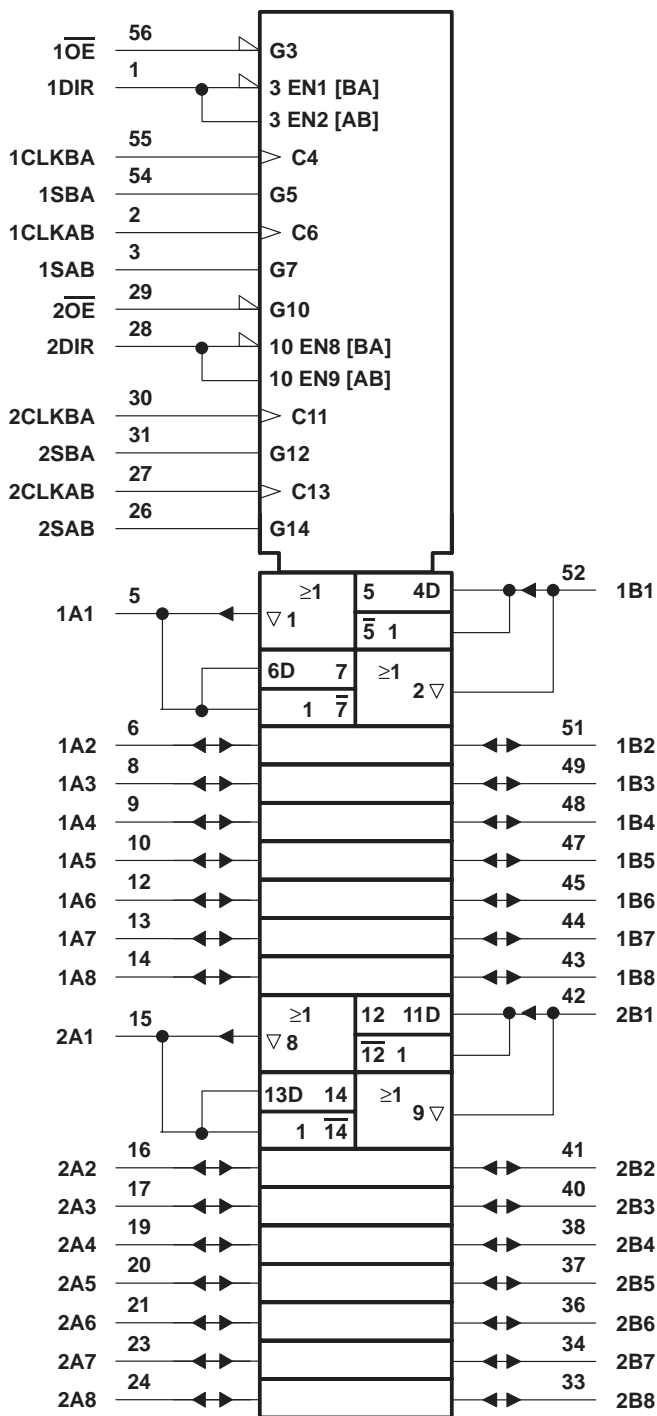 56
1O̅E̅ G3
1
1DIR 3 EN1 [BA]
3 EN2 [AB]
55
1CLKBA C4
54
1SBA G5
2
1CLKAB C6
3
1SAB G7
29
2O̅E̅ G10
28
2DIR 10 EN8 [BA]
10 EN9 [AB]
30
2CLKBA C11
31
2SBA G12
27
2CLKAB C13
26
2SAB G14
5 ≥1 5 4D 52
1A1 ▽ 1 5̅ 1 1B1
6D 7 ≥1
1 7̅ 2 ▽
6 51
1A2 1B2
8 49
1A3 1B3
9 48
1A4 1B4
10 47
1A5 1B5
12 45
1A6 1B6
13 44
1A7 1B7
14 43
1A8 1B8
15 ≥1 12 11D 42
2A1 ▽ 8 1̅2̅ 1 2B1
13D 14 ≥1
1 1̅4̅ 9 ▽
16 41
2A2 2B2
17 40
2A3 2B3
19 38
2A4 2B4
20 37
2A5 2B5
21 36
2A6 2B6
23 34
2A7 2B7
24 33
2A8 2B8